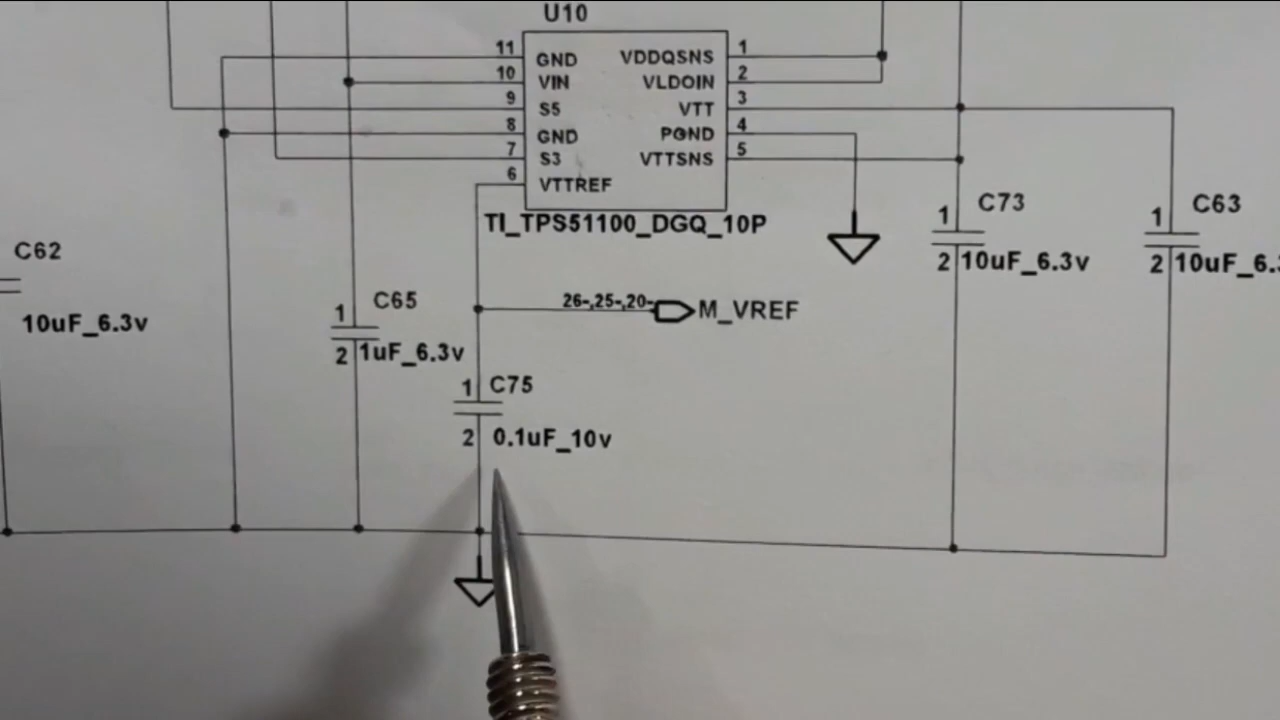 U10
11 GND VDDQSNS 1
10 VIN VLDOIN 2
9 S5 VTT 3
8 GND PGND 4
7 S3 VTTSNS 5
6 VTTREF
TI_TPS51100_DGQ_10P
C62
10uF_6.3v
1 C65
2 1uF_6.3v
26-,25-,20- M_VREF
1 C75
2 0.1uF_10v
1 C73
2 10uF_6.3v
1 C63
2 10uF_6.